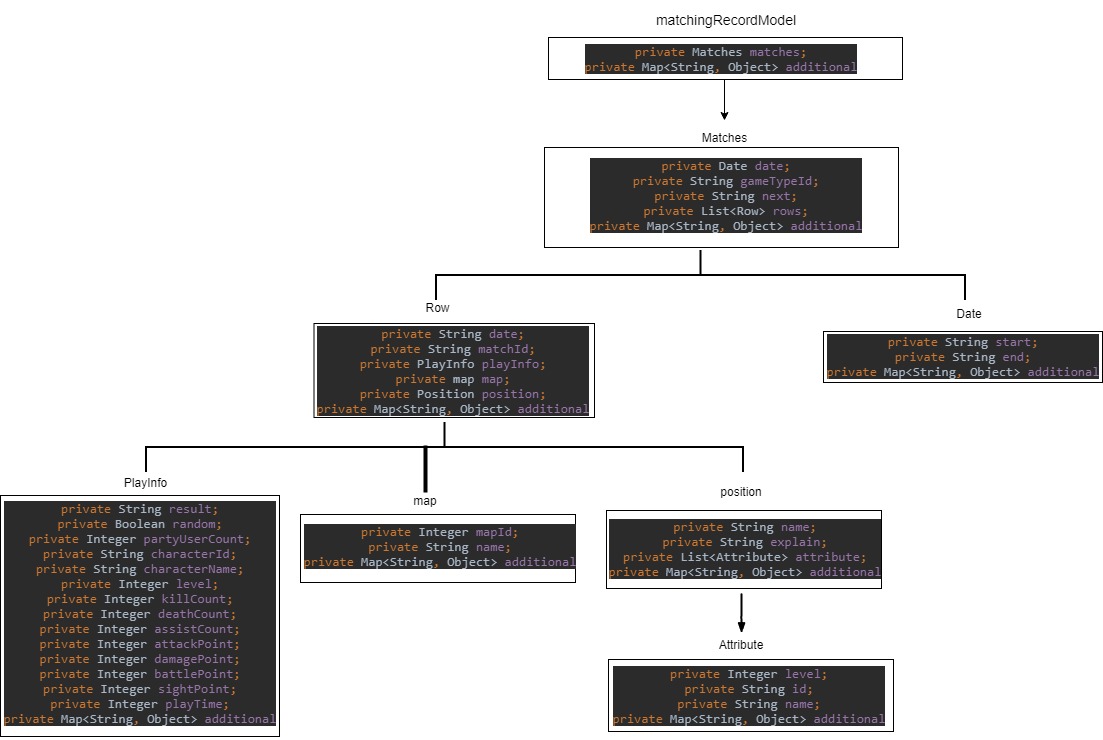 matchingRecordModel
private Matches matches;
private Map<String, Object> additional
Matches
private Date date;
private String gameTypeId;
private String next;
private List<Row> rows;
private Map<String, Object> additional
Row
private String date;
private String matchId;
private PlayInfo playInfo;
private map map;
private Position position;
private Map<String, Object> additional
Date
private String start;
private String end;
private Map<String, Object> additional
PlayInfo
private String result;
private Boolean random;
private Integer partyUserCount;
private String characterId;
private String characterName;
private Integer level;
private Integer killCount;
private Integer deathCount;
private Integer assistCount;
private Integer attackPoint;
private Integer damagePoint;
private Integer battlePoint;
private Integer sightPoint;
private Integer playTime;
private Map<String, Object> additional
map
private Integer mapId;
private String name;
private Map<String, Object> additional
position
private String name;
private String explain;
private List<Attribute> attribute;
private Map<String, Object> additional
Attribute
private Integer level;
private String id;
private String name;
private Map<String, Object> additional